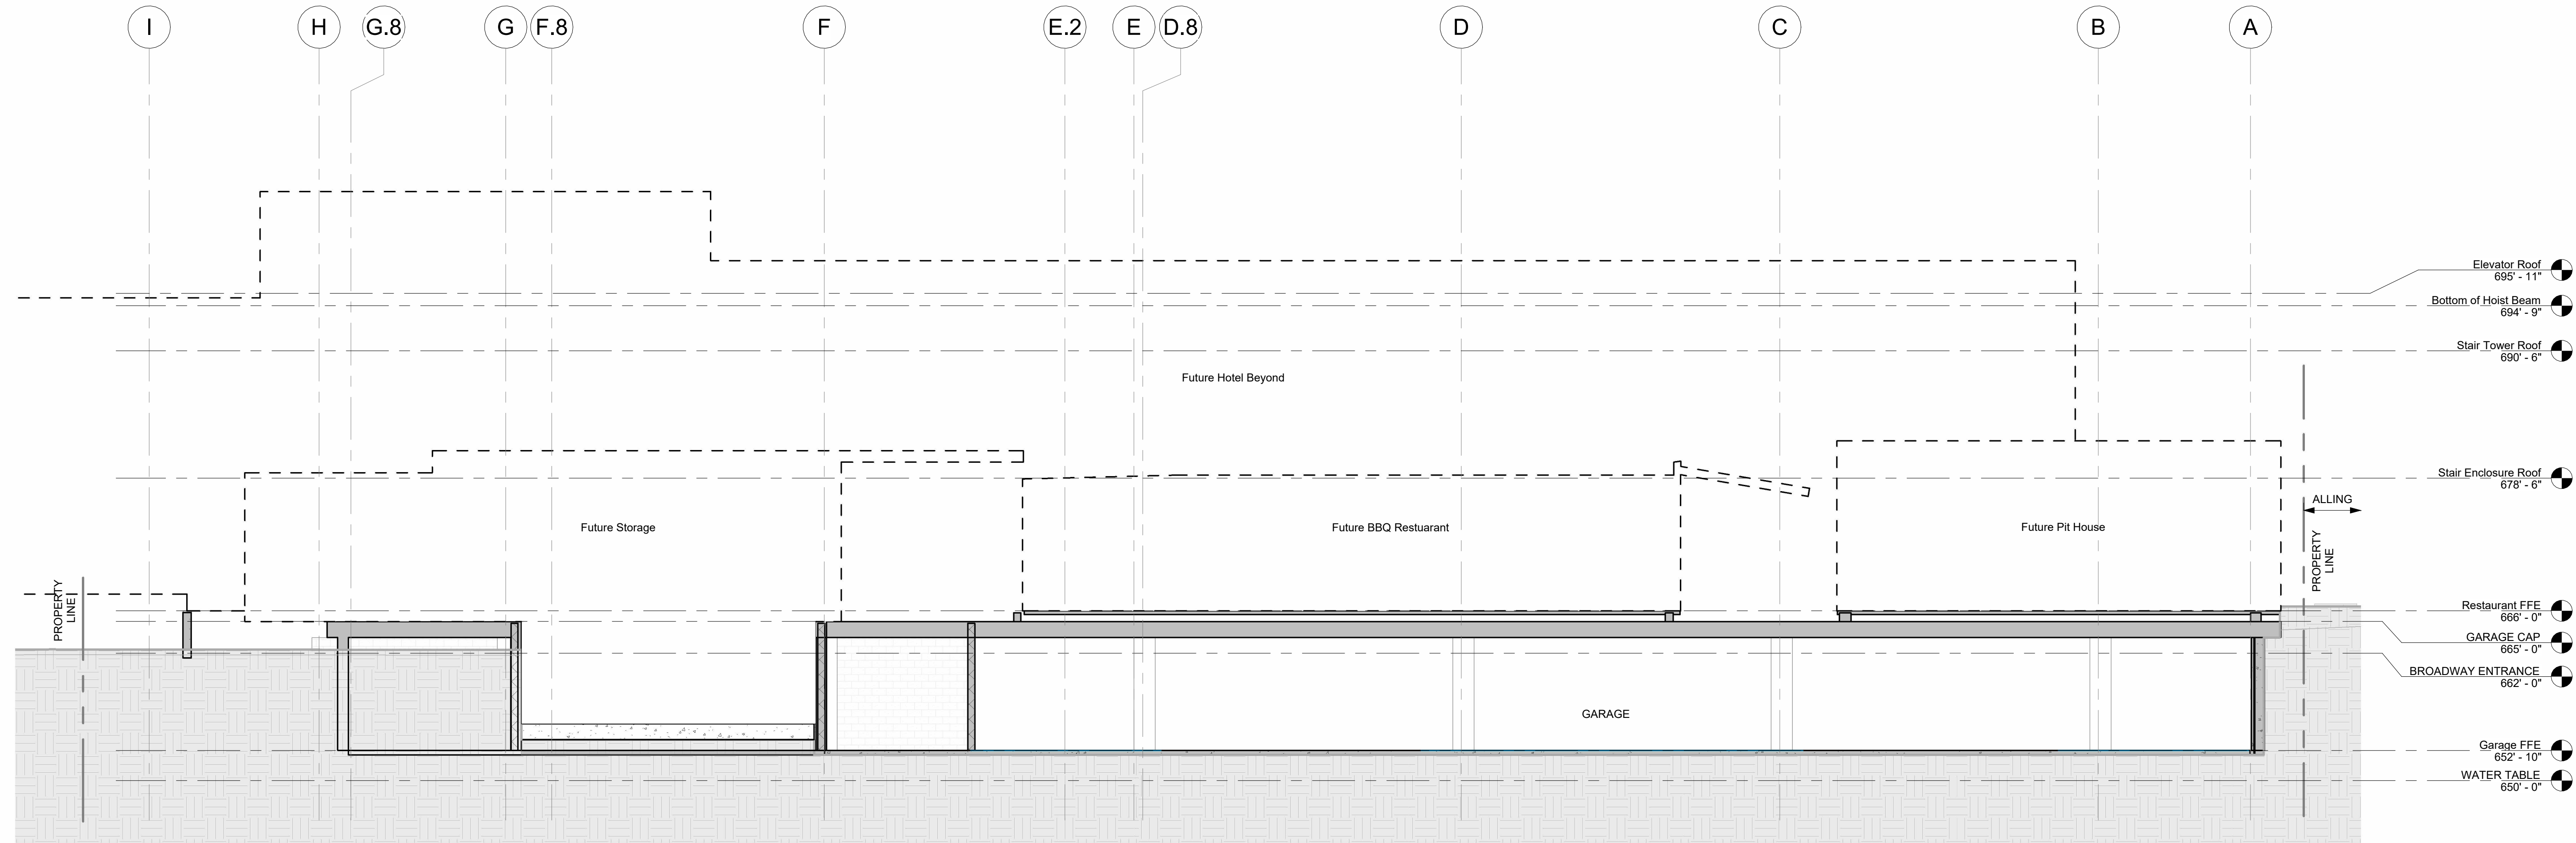 I
H
G.8
G
F.8
F
E.2
E
D.8
D
C
B
A
Elevator Roof
695' - 11"
Bottom of Hoist Beam
694' - 9"
Stair Tower Roof
690' - 6"
Future Hotel Beyond
Stair Enclosure Roof
678' - 6"
ALLING
Future Storage
Future BBQ Restuarant
Future Pit House
PROPERTY
LINE
PROPERTY
LINE
Restaurant FFE
666' - 0"
GARAGE CAP
665' - 0"
BROADWAY ENTRANCE
662' - 0"
GARAGE
Garage FFE
652' - 10"
WATER TABLE
650' - 0"